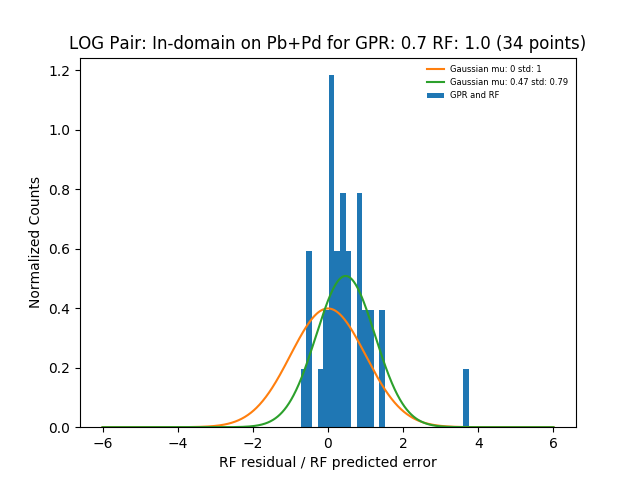 LOG Pair: In-domain on Pb+Pd for GPR: 0.7 RF: 1.0 (34 points)
Gaussian mu: 0 std: 1
Gaussian mu: 0.47 std: 0.79
GPR and RF
Normalized Counts
1.2
1.0
0.8
0.6
0.4
0.2
0.0
−6
−4
−2
0
2
4
6
RF residual / RF predicted error